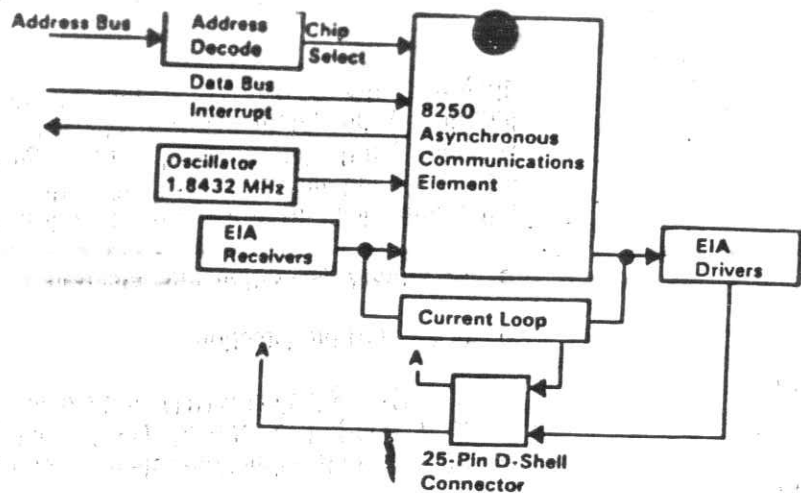 Address Bus
Address
Decode
Chip
Select
Data Bus
Interrupt
8250
Asynchronous
Communications
Element
Oscillator
1.8432 MHz
EIA
Receivers
EIA
Drivers
Current Loop
A
A
25-Pin D-Shell
Connector